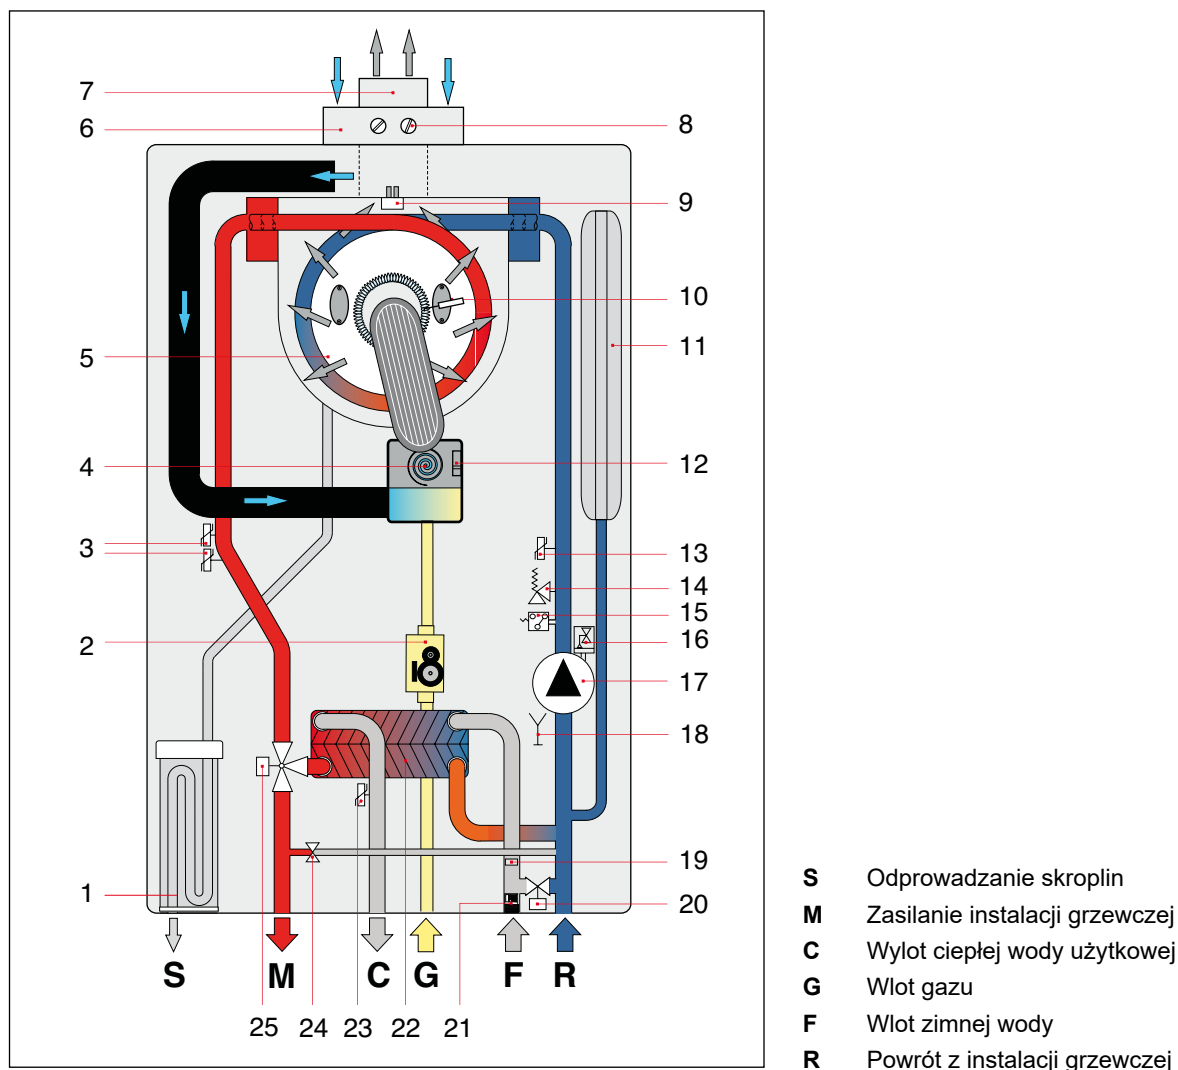 7
6
8
9
10
5
11
4
12
3
13
14
15
2
16
17
18
1
19
20
S M C G F R
25 24 23 22 21
S Odprowadzanie skroplin
M Zasilanie instalacji grzewczej
C Wylot ciepłej wody użytkowej
G Wlot gazu
F Wlot zimnej wody
R Powrót z instalacji grzewczej